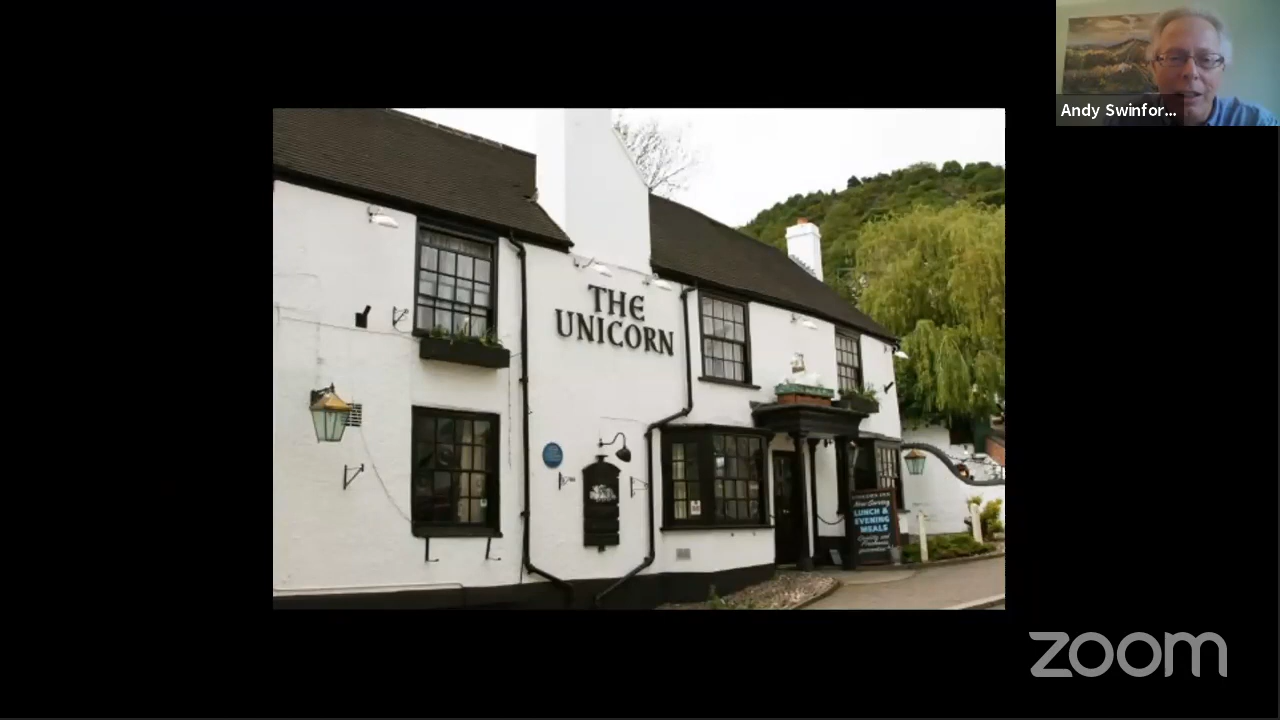 Andy Swinfor...
THE
UNICORN
LUNCH &
EVENING
MEALS
zoom